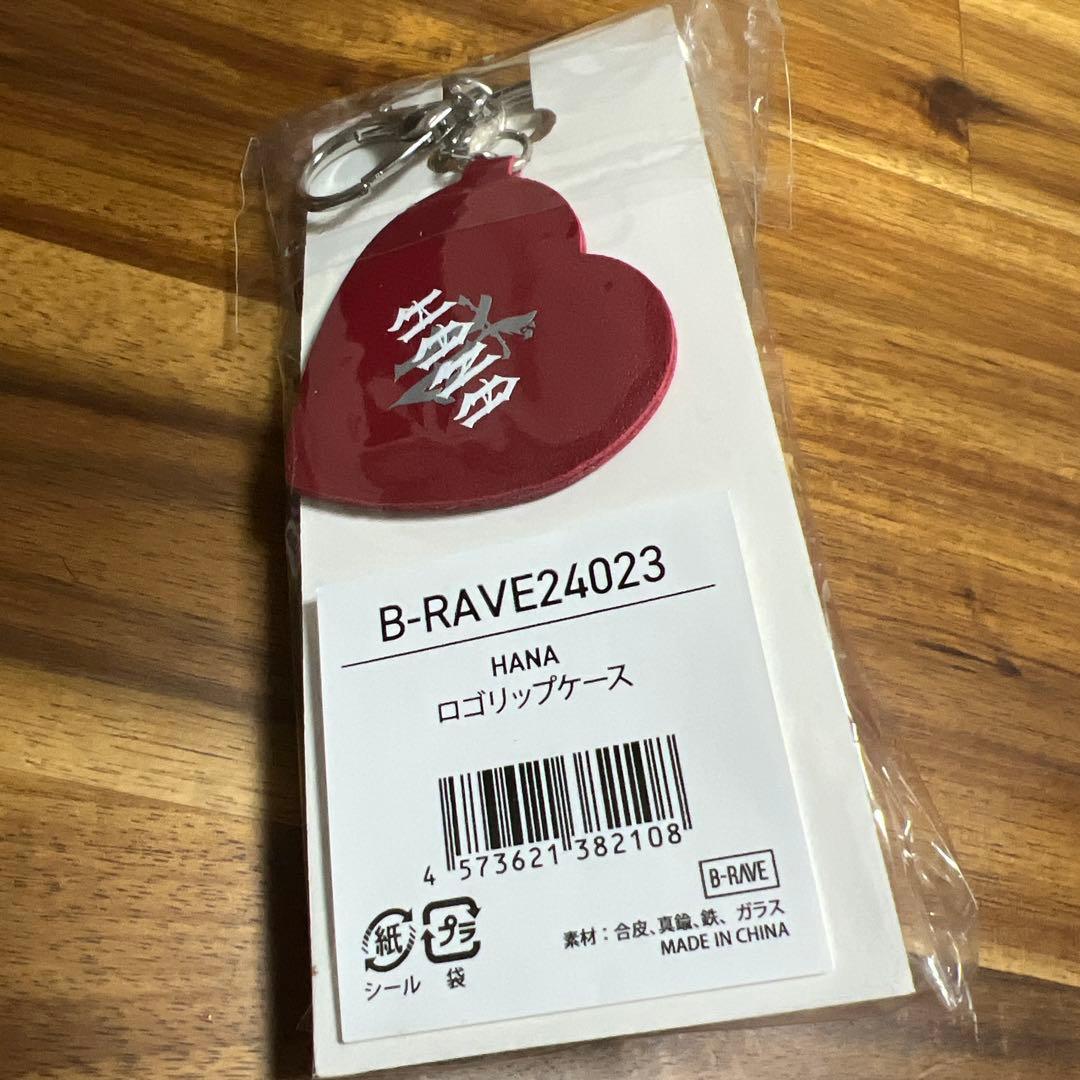 HANA
B-RAVE24023
HANA
ロゴリップケース
4 573621 382108
B-RAVE
紙
シール
プラ
袋
素材：合皮、真鍮、鉄、ガラス
MADE IN CHINA